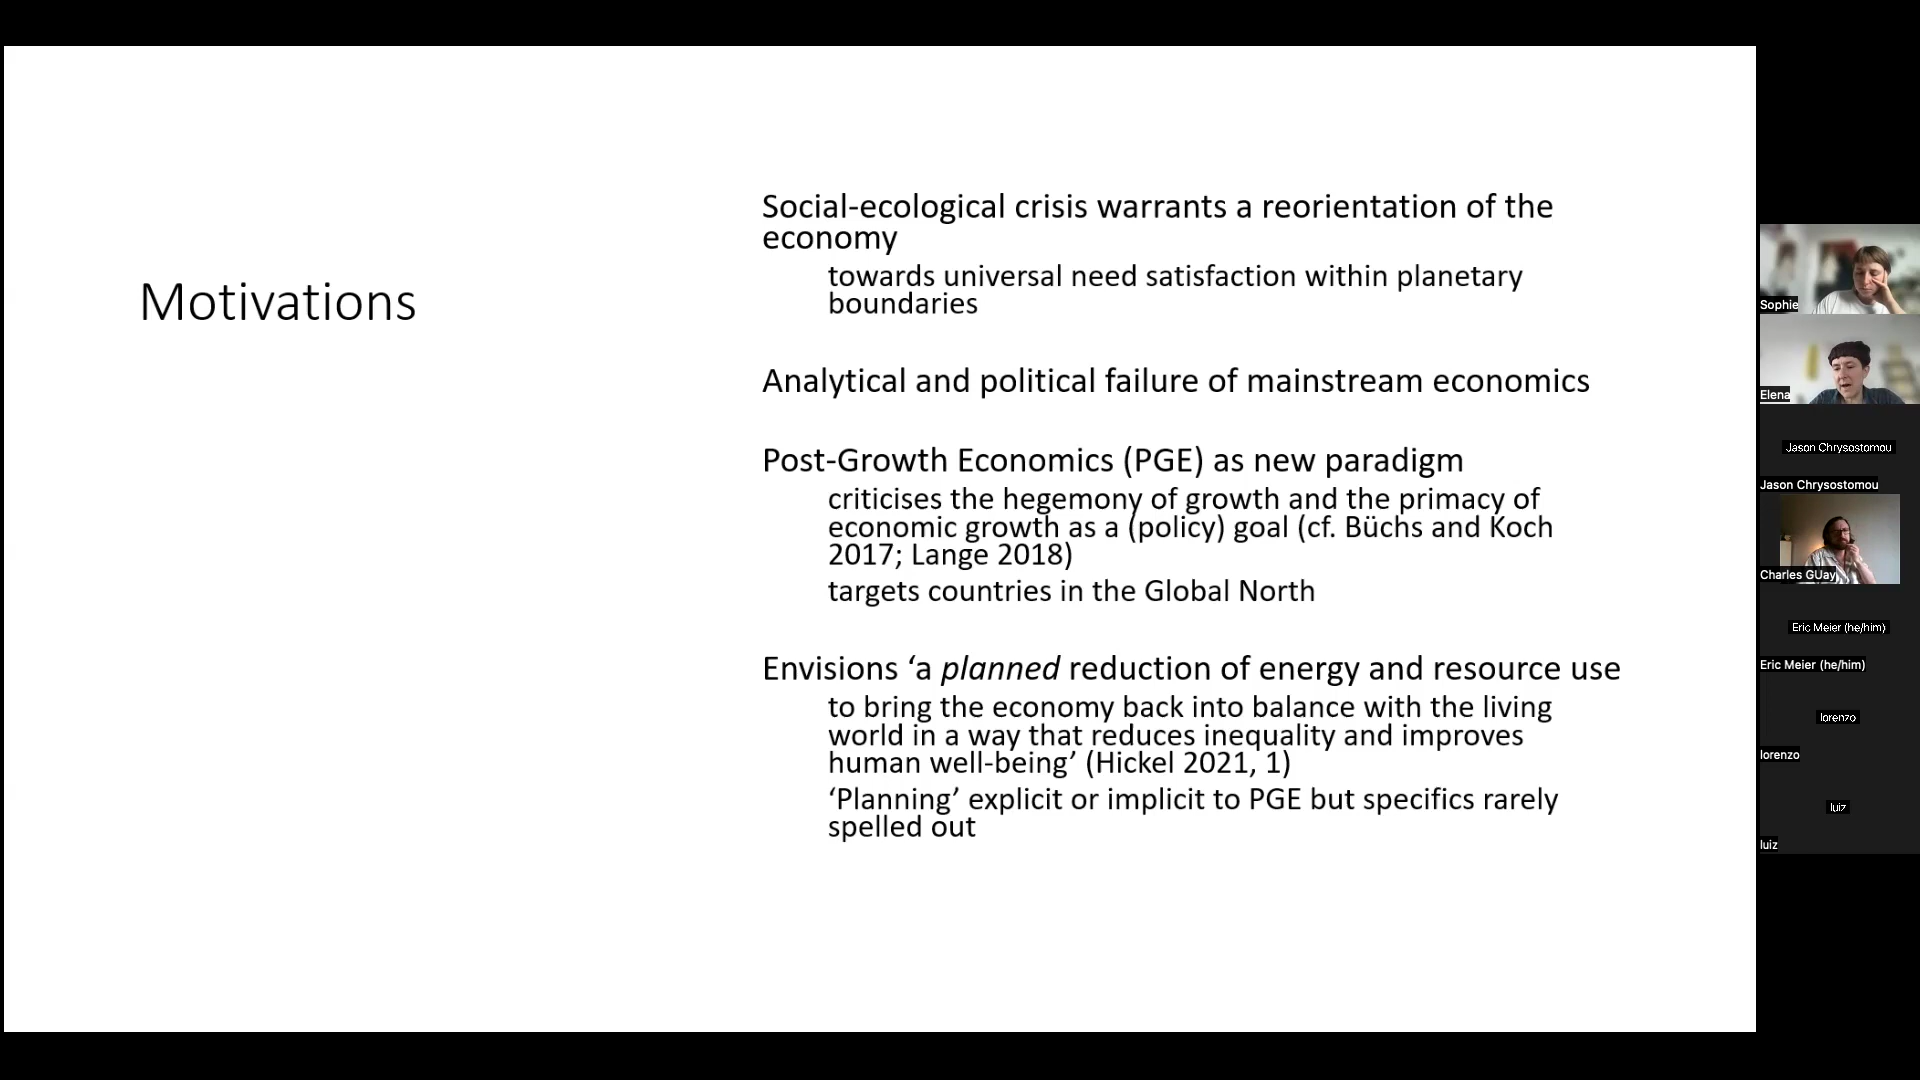 Motivations
Social-ecological crisis warrants a reorientation of the
economy
towards universal need satisfaction within planetary
boundaries
Analytical and political failure of mainstream economics
Post-Growth Economics (PGE) as new paradigm
criticises the hegemony of growth and the primacy of
economic growth as a (policy) goal (cf. Büchs and Koch
2017; Lange 2018)
targets countries in the Global North
Envisions ‘a planned reduction of energy and resource use
to bring the economy back into balance with the living
world in a way that reduces inequality and improves
human well-being’ (Hickel 2021, 1)
‘Planning’ explicit or implicit to PGE but specifics rarely
spelled out
Sophie
Elena
Jason Chrysostomou
Jason Chrysostomou
Charles GUay
Eric Meier (he/him)
Eric Meier (he/him)
lorenzo
lorenzo
luiz
luiz